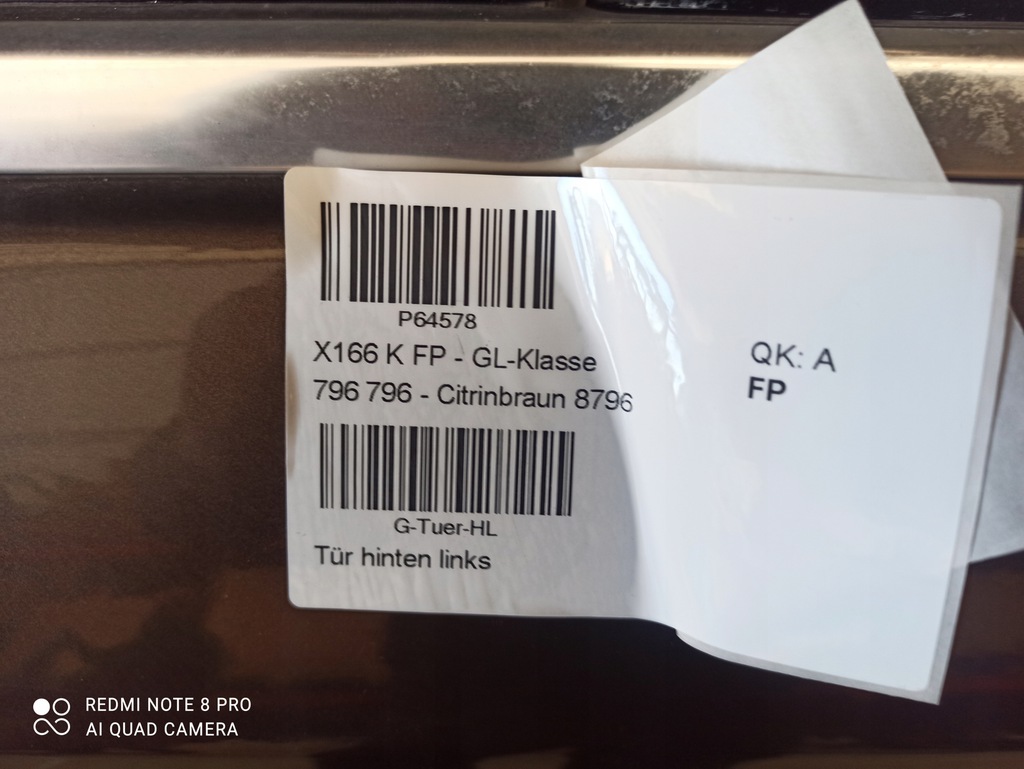 P64578
X166 K FP - GL-Klasse
796 796 - Citrinbraun 8796
G-Tuer-HL
Tür hinten links
QK: A
FP
REDMI NOTE 8 PRO
AI QUAD CAMERA